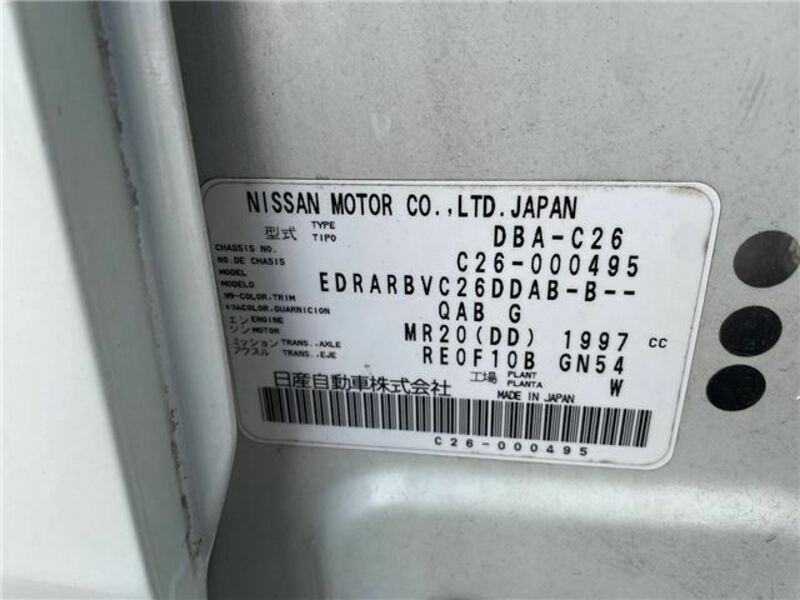 NISSAN MOTOR CO.,LTD.JAPAN
型式 TYPE TIPO DBA-C26
CHASSIS NO. NO.DE CHASIS C26-000495
MODEL MODELO EDRARBVC26DDAB-B--
COLOR,TRIM COLOR,GUARNICION QAB G
エンジン ENGINE MOTOR MR20(DD) 1997 cc
ミッション アクスル TRANS.,AXLE TRANS.,EJE RE0F10B GN54
日産自動車株式会社 工場 PLANT PLANTA W
MADE IN JAPAN
C26-000495